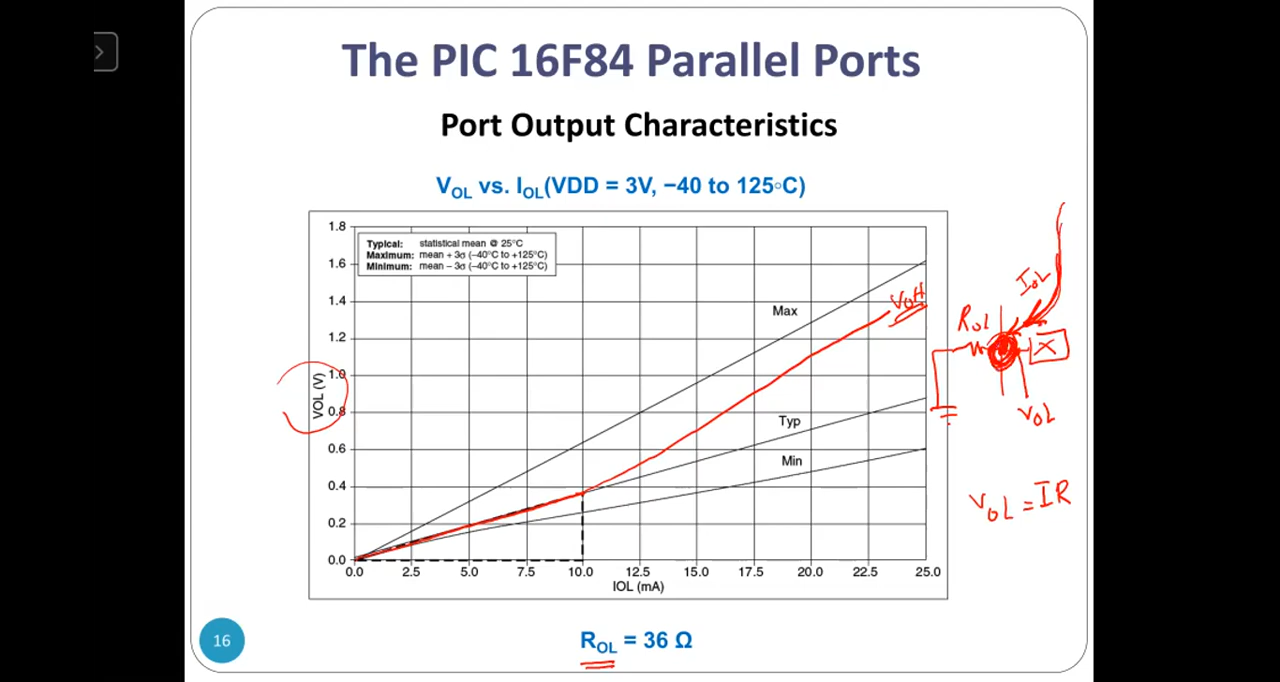 The PIC 16F84 Parallel Ports
Port Output Characteristics
VOL vs. IOL(VDD = 3V, −40 to 125◦C)
Typical: statistical mean @ 25°C
Maximum: mean + 3σ (−40°C to +125°C)
Minimum: mean − 3σ (−40°C to +125°C)
1.8
1.6
1.4
1.2
1.0
0.8
0.6
0.4
0.2
0.0
VOL (V)
Max
Typ
Min
VOH
0.0 2.5 5.0 7.5 10.0 12.5 15.0 17.5 20.0 22.5 25.0
IOL (mA)
IOL
ROL
X
VOL
VOL = IR
ROL = 36 Ω
16